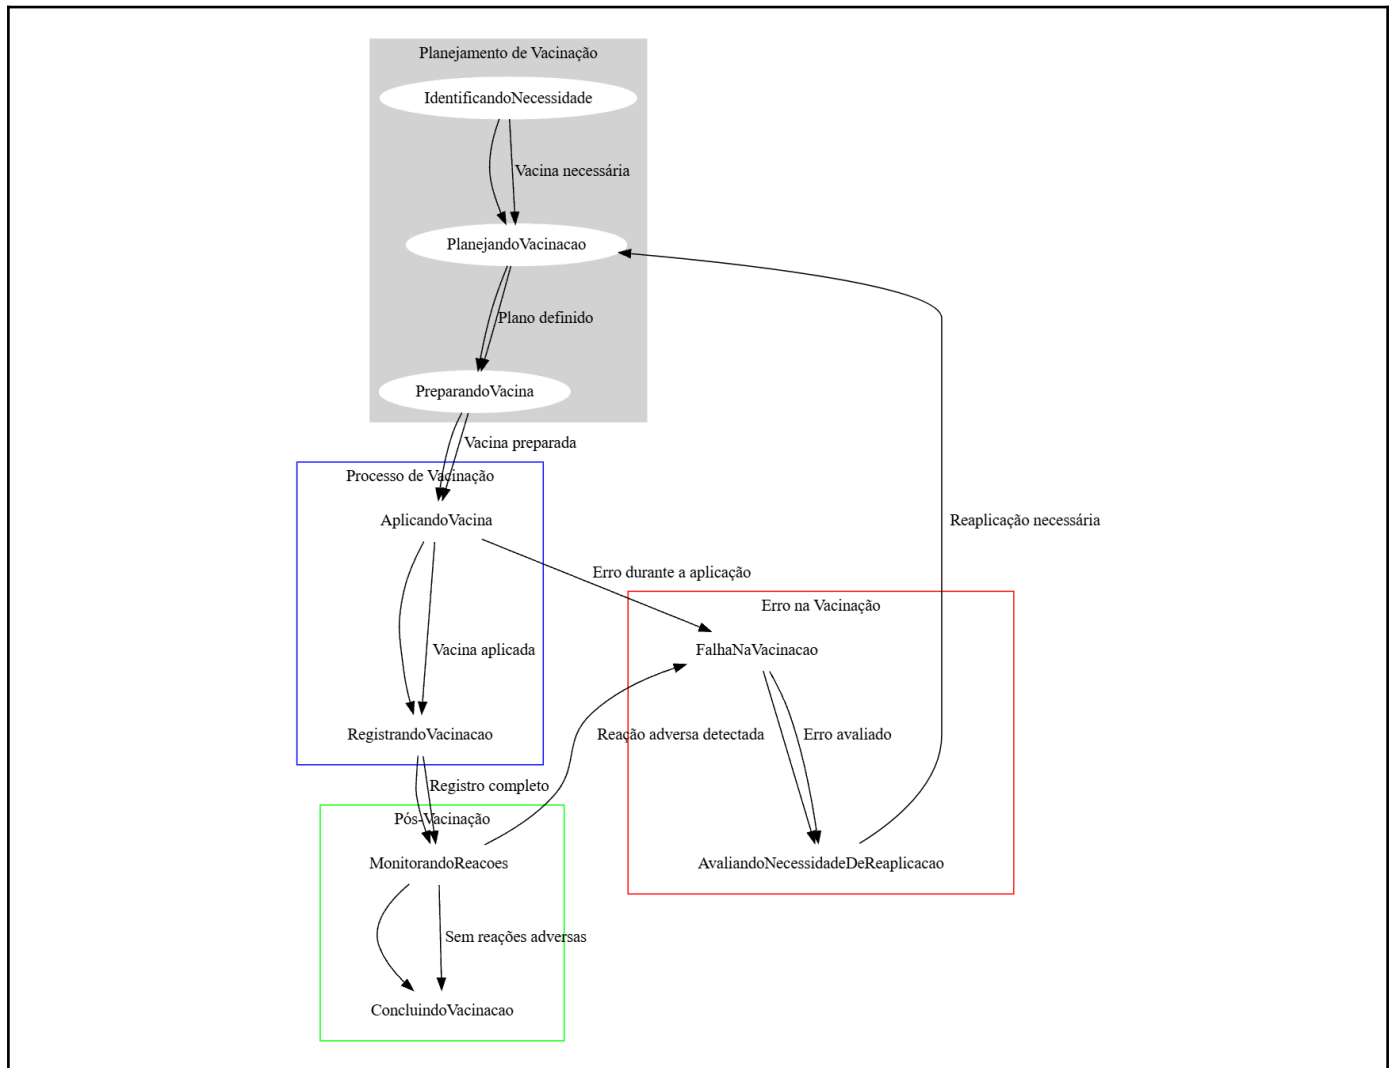 Planejamento de Vacinação
IdentificandoNecessidade
Vacina necessária
PlanejandoVacinacao
Plano definido
PreparandoVacina
Vacina preparada
Processo de Vacinação
AplicandoVacina
Reaplicação necessária
Erro durante a aplicação
Erro na Vacinação
Vacina aplicada
FalhaNaVacinacao
RegistrandoVacinacao
Reação adversa detectada
Erro avaliado
Registro completo
Pós-Vacinação
MonitorandoReacoes
AvaliandoNecessidadeDeReaplicacao
Sem reações adversas
ConcluindoVacinacao